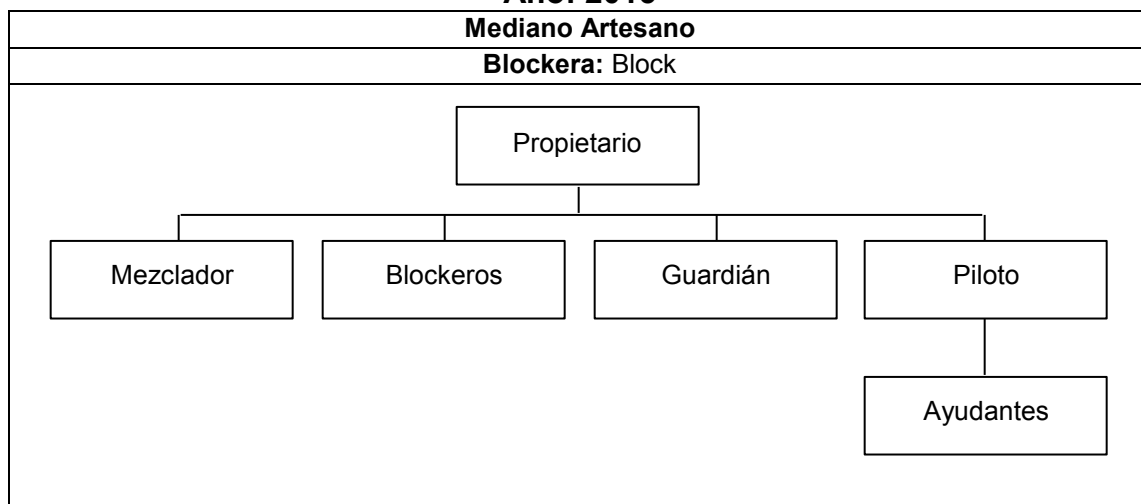 Mediano Artesano
Blockera: Block
Propietario
Mezclador
Blockeros
Guardián
Piloto
Ayudantes